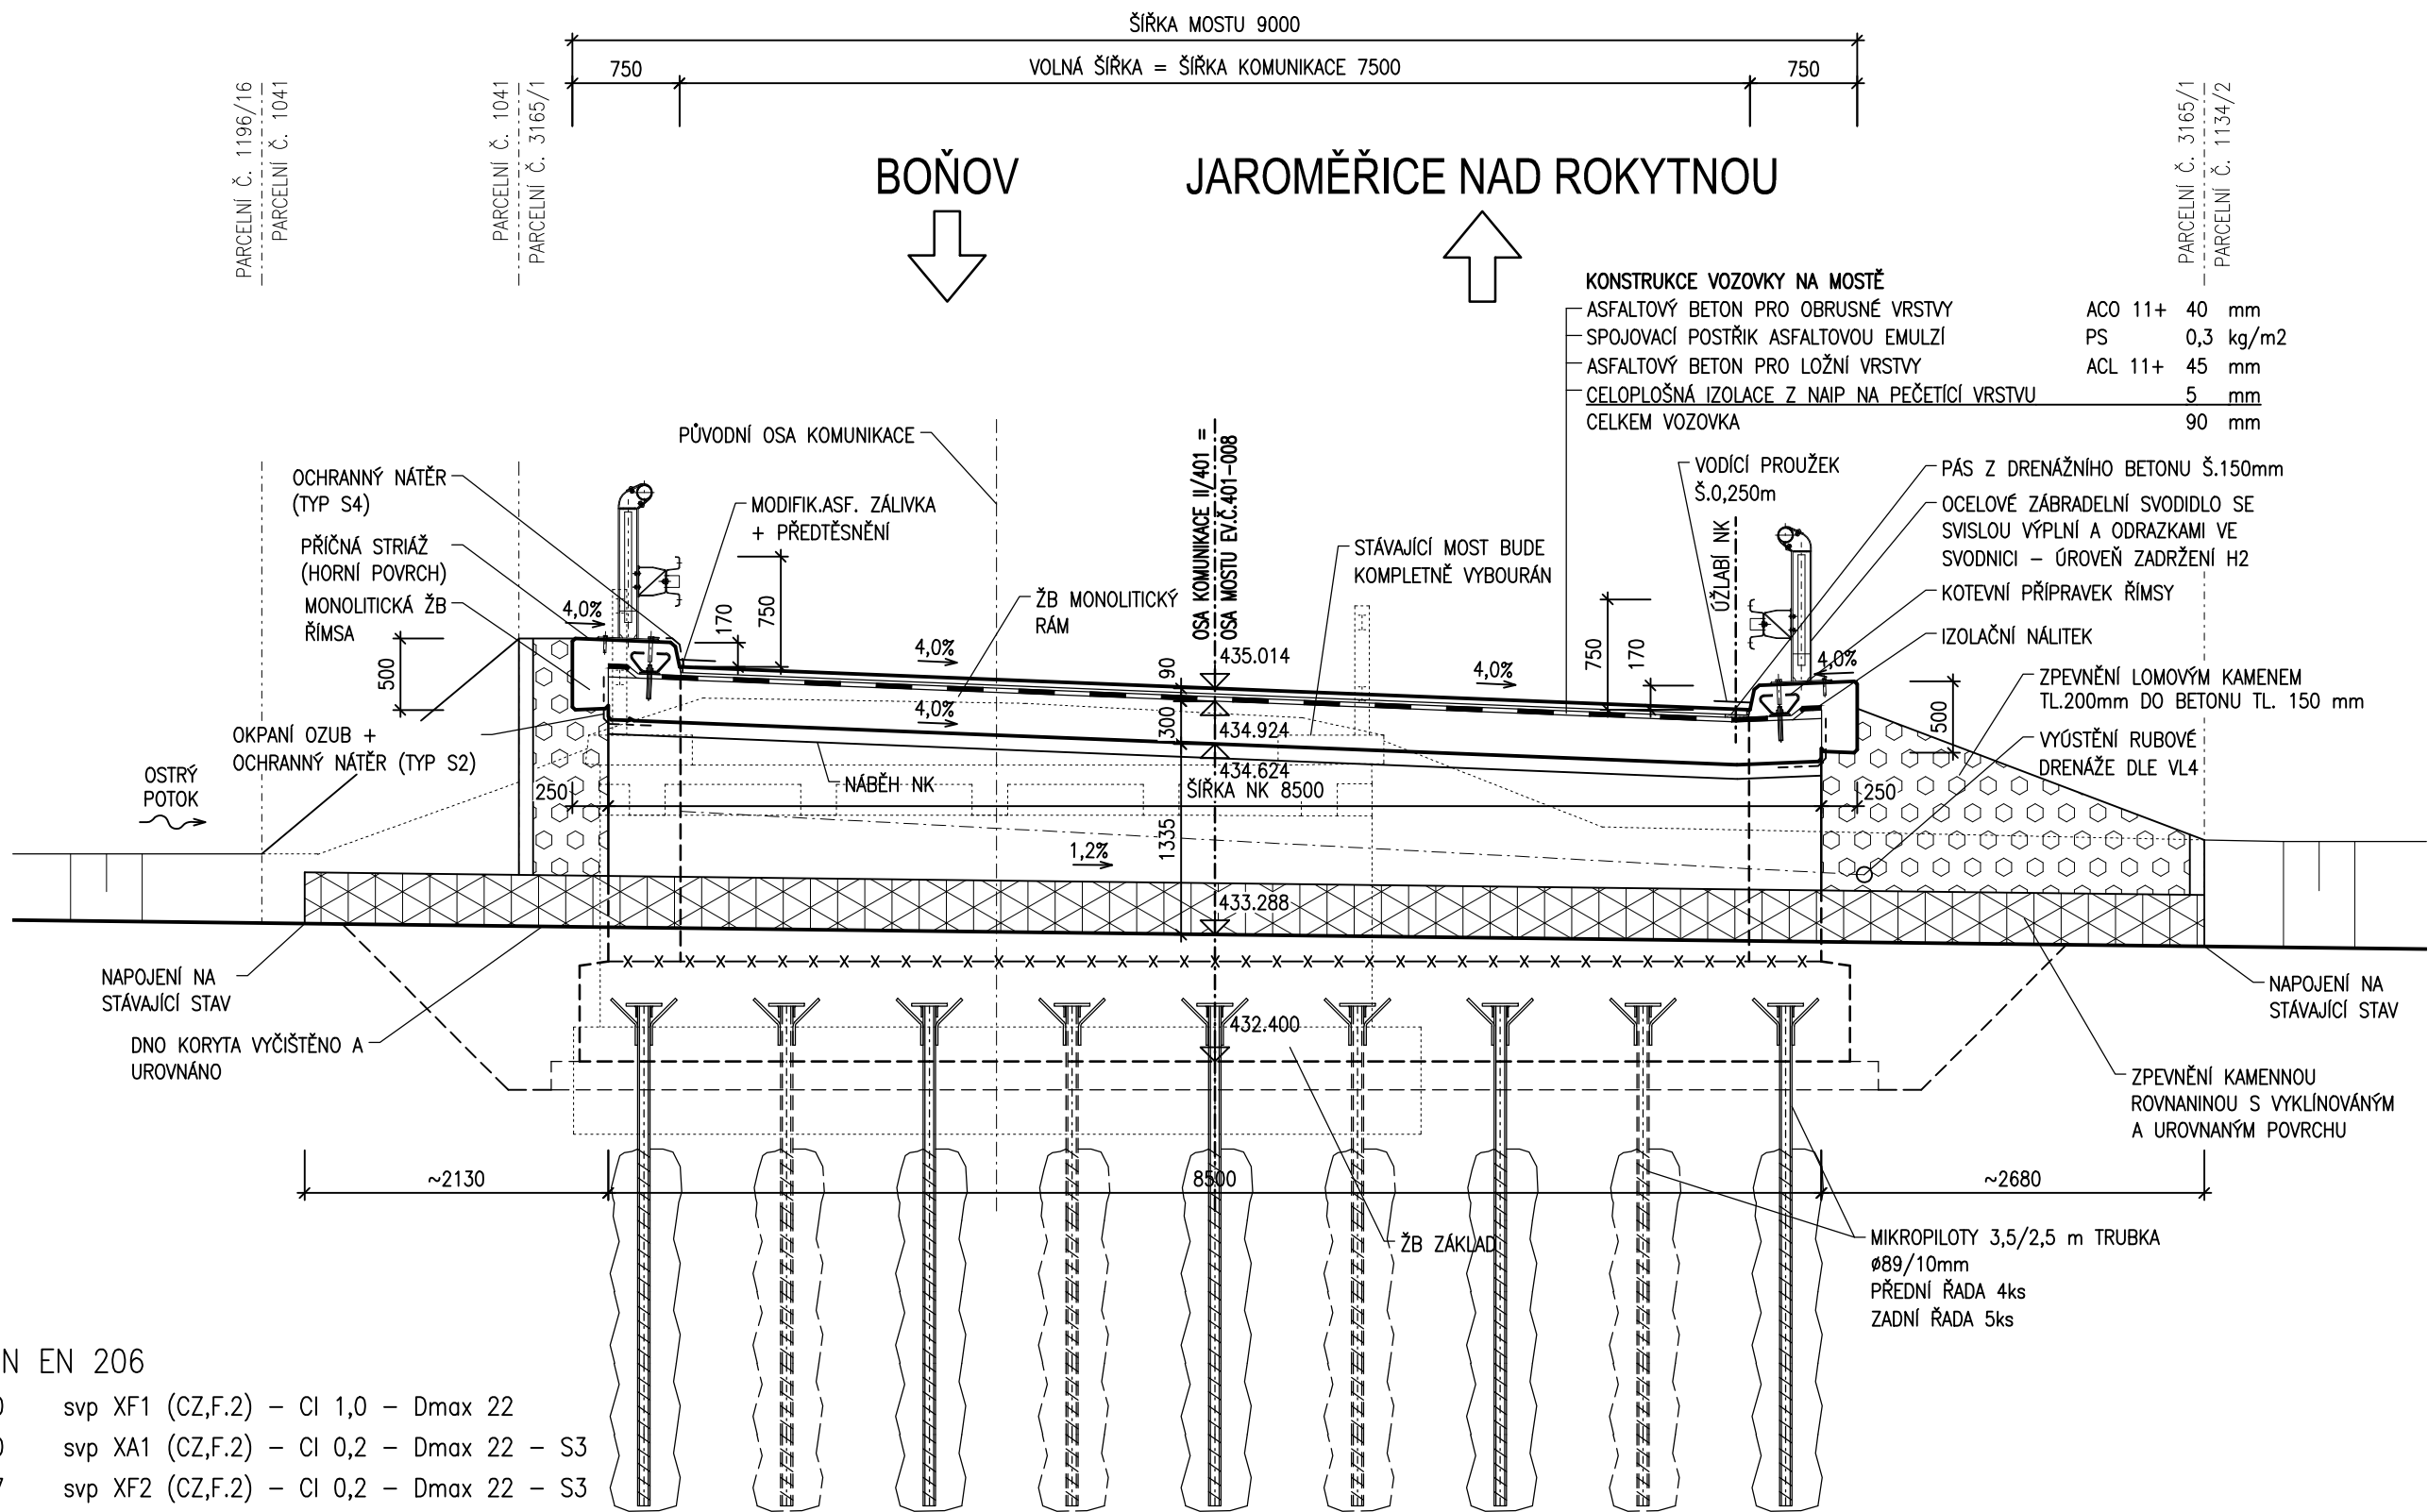 ŠÍŘKA MOSTU 9000
750
VOLNÁ ŠÍŘKA = ŠÍŘKA KOMUNIKACE 7500
750
PARCELNÍ Č. 1196/16
PARCELNÍ Č. 1041
PARCELNÍ Č. 1041
PARCELNÍ Č. 3165/1
PARCELNÍ Č. 3165/1
PARCELNÍ Č. 1134/2
BOŇOV
JAROMĚŘICE NAD ROKYTNOU
KONSTRUKCE VOZOVKY NA MOSTĚ
ASFALTOVÝ BETON PRO OBRUSNÉ VRSTVY ACO 11+ 40 mm
SPOJOVACÍ POSTŘIK ASFALTOVOU EMULZÍ PS 0,3 kg/m2
ASFALTOVÝ BETON PRO LOŽNÍ VRSTVY ACL 11+ 45 mm
CELOPLOŠNÁ IZOLACE Z NAIP NA PEČETÍCÍ VRSTVU 5 mm
CELKEM VOZOVKA 90 mm
PŮVODNÍ OSA KOMUNIKACE
OSA KOMUNIKACE II/401 =
OSA MOSTU EV.Č.401-008
OCHRANNÝ NÁTĚR
(TYP S4)
MODIFIK.ASF. ZÁLIVKA
+ PŘEDTĚSNĚNÍ
PŘÍČNÁ STRIÁŽ
(HORNÍ POVRCH)
MONOLITICKÁ ŽB
ŘÍMSA
VODÍCÍ PROUŽEK
Š.0,250m
ÚŽLABÍ NK
PÁS Z DRENÁŽNÍHO BETONU Š.150mm
OCELOVÉ ZÁBRADELNÍ SVODIDLO SE
SVISLOU VÝPLNÍ A ODRAZKAMI VE
SVODNICI – ÚROVEŇ ZADRŽENÍ H2
KOTEVNÍ PŘÍPRAVEK ŘÍMSY
IZOLAČNÍ NÁLITEK
STÁVAJÍCÍ MOST BUDE
KOMPLETNĚ VYBOURÁN
ŽB MONOLITICKÝ
RÁM
4,0%
170
750
4,0%
90
435.014
4,0%
750
170
4,0%
500
ZPEVNĚNÍ LOMOVÝM KAMENEM
TL.200mm DO BETONU TL. 150 mm
500
4,0%
300
434.924
OKPANÍ OZUB +
OCHRANNÝ NÁTĚR (TYP S2)
VYÚSTĚNÍ RUBOVÉ
DRENÁŽE DLE VL4
434.624
OSTRÝ
POTOK
250
NÁBĚH NK
ŠÍŘKA NK 8500
250
1335
1,2%
433.288
NAPOJENÍ NA
STÁVAJÍCÍ STAV
NAPOJENÍ NA
STÁVAJÍCÍ STAV
DNO KORYTA VYČIŠTĚNO A
UROVNÁNO
432.400
ZPEVNĚNÍ KAMENNOU
ROVNANINOU S VYKLÍNOVÁNÝM
A UROVNANÝM POVRCHU
~2130
8500
~2680
ŽB ZÁKLAD
MIKROPILOTY 3,5/2,5 m TRUBKA
ø89/10mm
PŘEDNÍ ŘADA 4ks
ZADNÍ ŘADA 5ks
N EN 206
svp XF1 (CZ,F.2) – Cl 1,0 – Dmax 22
svp XA1 (CZ,F.2) – Cl 0,2 – Dmax 22 – S3
svp XF2 (CZ,F.2) – Cl 0,2 – Dmax 22 – S3